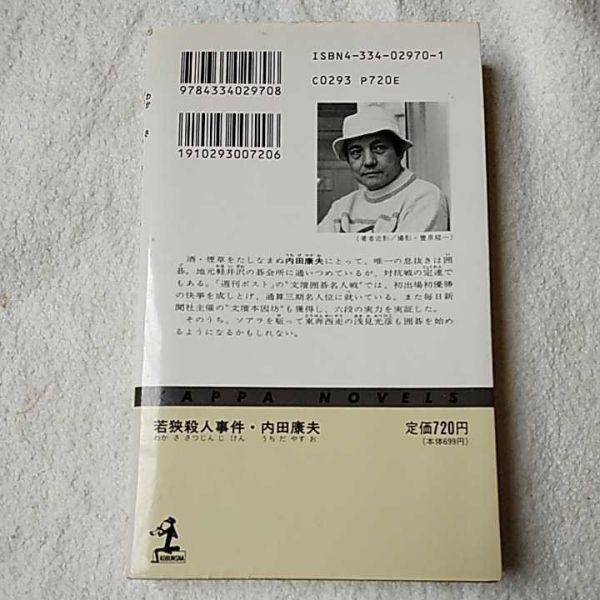 ISBN4-334-02970-1
C0293 P720E
9784334029708
1910293007206
(著者近影／撮影・豊原経一)
酒・煙草をたしなまぬ内田康夫にとって、唯一の息抜きは囲
碁。地元軽井沢の碁会所に通いつめているが、対抗戦の定連で
もある。「週刊ポスト」の"文壇囲碁名人戦"では、初出場初優勝
の快挙を成しとげ、通算三期名人位に就いている。また毎日新
聞社主催の"文壇本因坊"も獲得し、六段の実力を実証した。
そのうち、ソアラを駆って東奔西走の浅見光彦も囲碁を始め
るようになるかもしれない。
KAPPA NOVELS
若狭殺人事件・内田康夫
わかささつじんじけん うちだやすお
定価720円
(本体699円)
KOBUNSHA